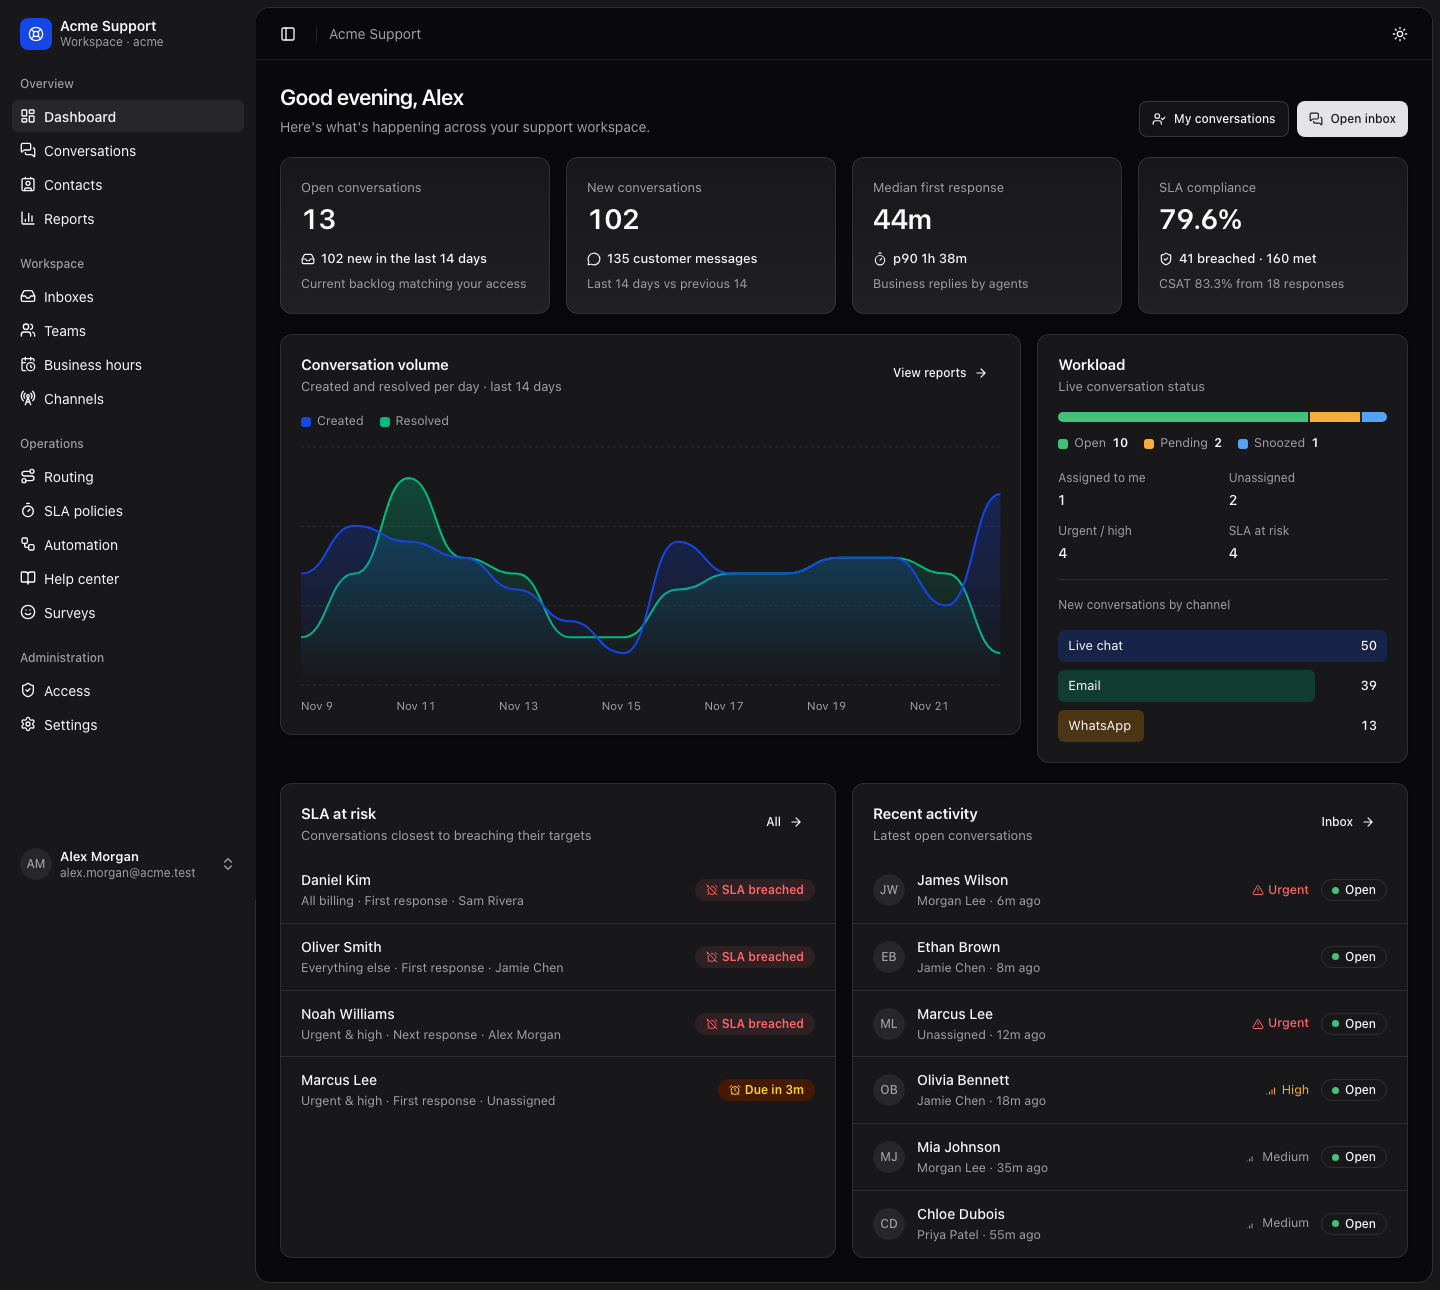 Acme Support
Workspace · acme
Overview
Dashboard
Conversations
Contacts
Reports
Workspace
Inboxes
Teams
Business hours
Channels
Operations
Routing
SLA policies
Automation
Help center
Surveys
Administration
Access
Settings
AM
Alex Morgan
alex.morgan@acme.test
Acme Support
Good evening, Alex
Here's what's happening across your support workspace.
My conversations
Open inbox
Open conversations
13
102 new in the last 14 days
Current backlog matching your access
New conversations
102
135 customer messages
Last 14 days vs previous 14
Median first response
44m
p90 1h 38m
Business replies by agents
SLA compliance
79.6%
41 breached · 160 met
CSAT 83.3% from 18 responses
Conversation volume
Created and resolved per day · last 14 days
View reports
Created Resolved
Nov 9 Nov 11 Nov 13 Nov 15 Nov 17 Nov 19 Nov 21
Workload
Live conversation status
Open 10 Pending 2 Snoozed 1
Assigned to me
1
Unassigned
2
Urgent / high
4
SLA at risk
4
New conversations by channel
Live chat 50
Email 39
WhatsApp 13
SLA at risk
Conversations closest to breaching their targets
All
Daniel Kim
All billing · First response · Sam Rivera
SLA breached
Oliver Smith
Everything else · First response · Jamie Chen
SLA breached
Noah Williams
Urgent & high · Next response · Alex Morgan
SLA breached
Marcus Lee
Urgent & high · First response · Unassigned
Due in 3m
Recent activity
Latest open conversations
Inbox
JW
James Wilson
Morgan Lee · 6m ago
Urgent
Open
EB
Ethan Brown
Jamie Chen · 8m ago
Open
ML
Marcus Lee
Unassigned · 12m ago
Urgent
Open
OB
Olivia Bennett
Jamie Chen · 18m ago
High
Open
MJ
Mia Johnson
Morgan Lee · 35m ago
Medium
Open
CD
Chloe Dubois
Priya Patel · 55m ago
Medium
Open